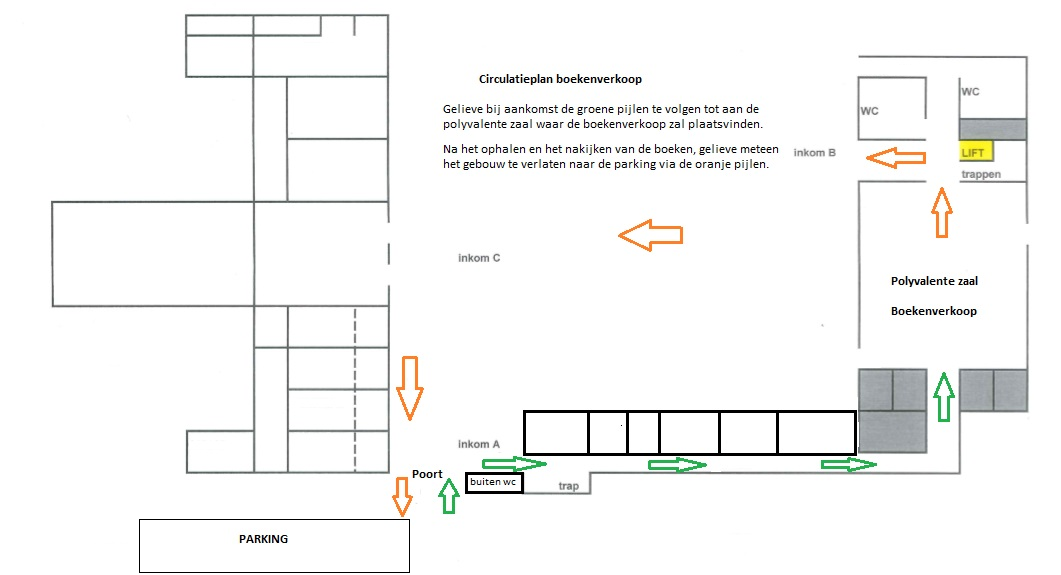 Circulatieplan boekenverkoop
Gelieve bij aankomst de groene pijlen te volgen tot aan de
polyvalente zaal waar de boekenverkoop zal plaatsvinden.
Na het ophalen en het nakijken van de boeken, gelieve meteen
het gebouw te verlaten naar de parking via de oranje pijlen.
WC
WC
inkom B
LIFT
trappen
inkom C
Polyvalente zaal
Boekenverkoop
inkom A
Poort
buiten wc
trap
PARKING